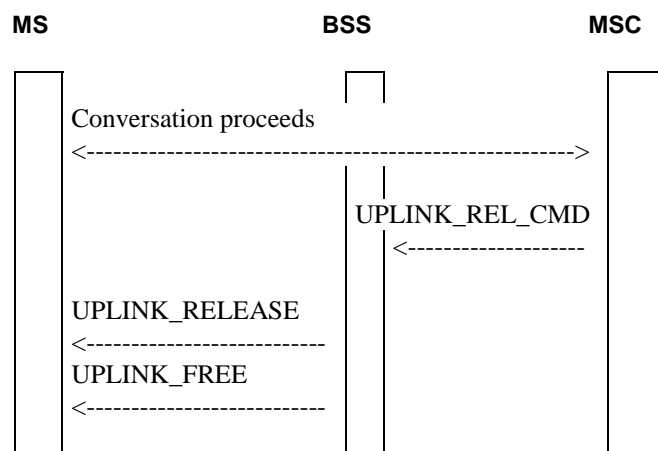 MS BSS MSC
Conversation proceeds
<------------------------------------------------------>
UPLINK_REL_CMD
<-------------------
UPLINK_RELEASE
<--------------------------
UPLINK_FREE
<--------------------------